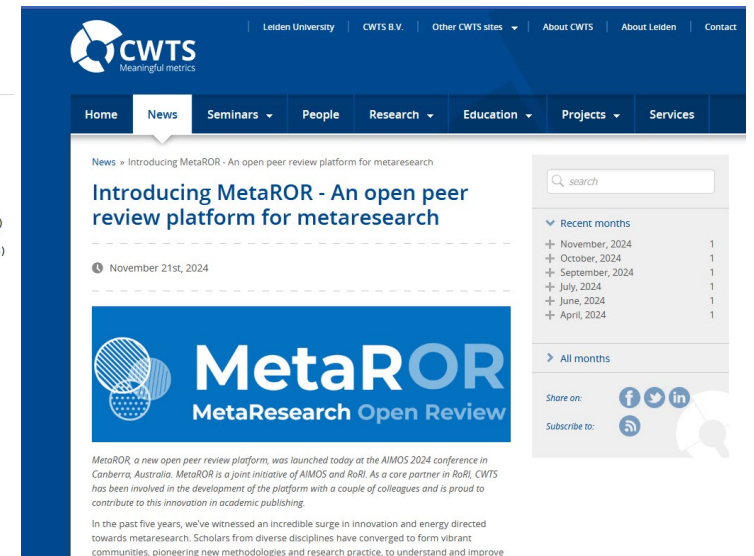 Leiden University
CWTS B.V.
Other CWTS sites
About CWTS
About Leiden
Contact
CWTS
Meaningful metrics
Home
News
Seminars
People
Research
Education
Projects
Services
News » Introducing MetaROR - An open peer review platform for metaresearch
Introducing MetaROR - An open peer
review platform for metaresearch
November 21st, 2024
MetaROR
MetaResearch Open Review
MetaROR, a new open peer review platform, was launched today at the AIMOS 2024 conference in
Canberra, Australia. MetaROR is a joint initiative of AIMOS and RoRI. As a core partner in RoRI, CWTS
has been involved in the development of the platform with a couple of colleagues and is proud to
contribute to this innovation in academic publishing.
In the past five years, we've witnessed an incredible surge in innovation and energy directed
towards metaresearch. Scholars from diverse disciplines have converged to form vibrant
communities, pioneering new methodologies and research practice, to understand and improve
search
Recent months
November, 2024 1
October, 2024 1
September, 2024 1
July, 2024 1
June, 2024 1
April, 2024 1
All months
Share on:
Subscribe to:
)
)